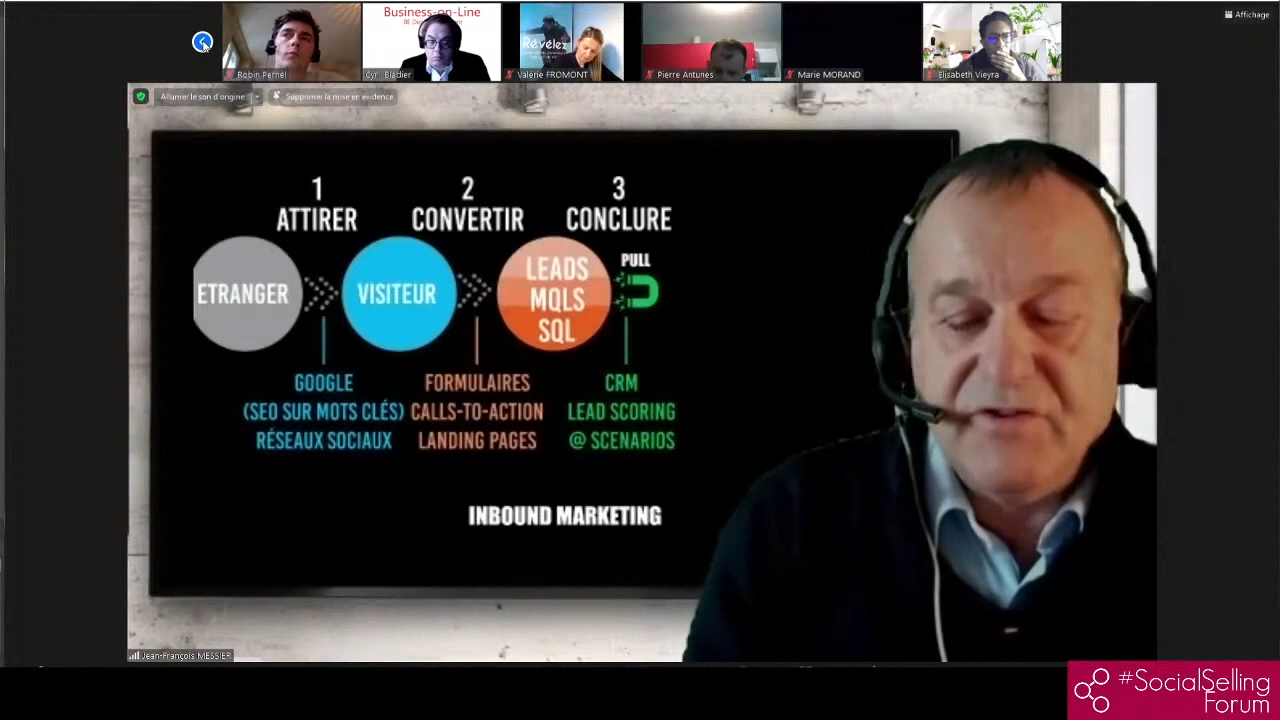 Business-on-Line
Révélez
Affichage
Robin Pernel
Cyril Bladier
Valérie FROMONT
Pierre Antunes
Marie MORAND
Elisabeth Vieyra
Allumer le son d'origine
Supprimer la mise en evidence
1
ATTIRER
2
CONVERTIR
3
CONCLURE
PULL
ETRANGER
VISITEUR
LEADS
MQLS
SQL
GOOGLE
(SEO SUR MOTS CLÉS)
RÉSEAUX SOCIAUX
FORMULAIRES
CALLS-TO-ACTION
LANDING PAGES
CRM
LEAD SCORING
@ SCENARIOS
INBOUND MARKETING
Jean-François MESSIER
#SocialSelling
Forum